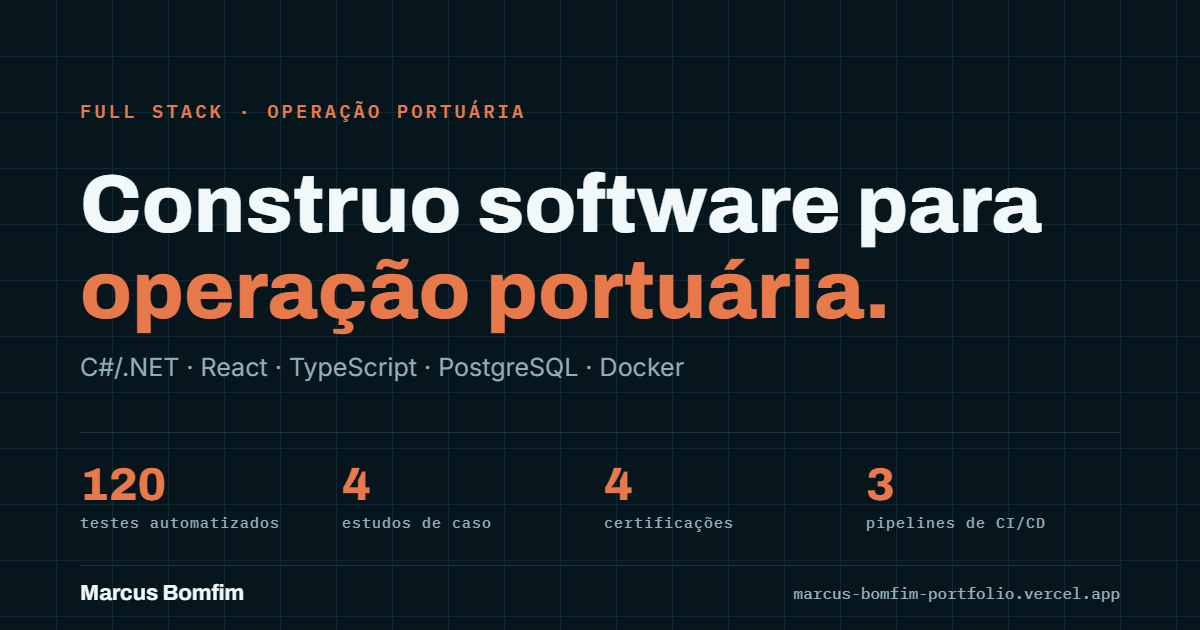 FULL STACK · OPERAÇÃO PORTUÁRIA
Construo software para
operação portuária.
C#/.NET · React · TypeScript · PostgreSQL · Docker
120 4 4 3
testes automatizados estudos de caso certificações pipelines de CI/CD
Marcus Bomfim marcus-bomfim-portfolio.vercel.app